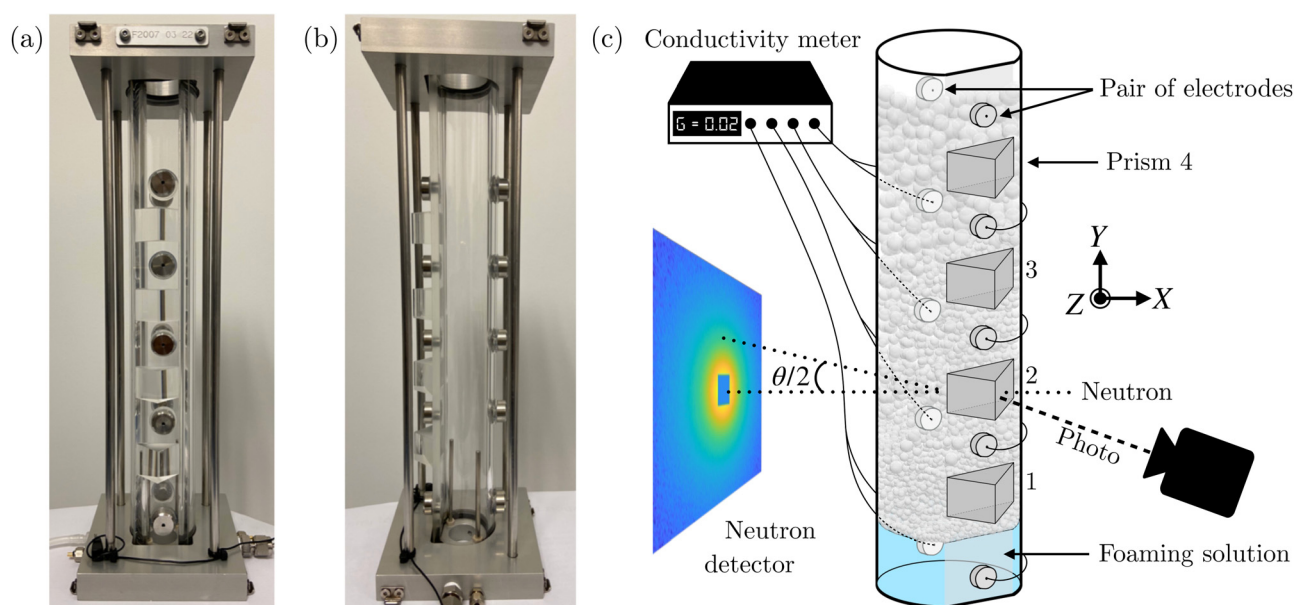 (a)
F2007 03/22
(b)
(c)
Conductivity meter
G = 0.02
Pair of electrodes
Prism 4
3
Y
Z
X
2
θ/2
Neutron
Photo
1
Neutron
detector
Foaming solution